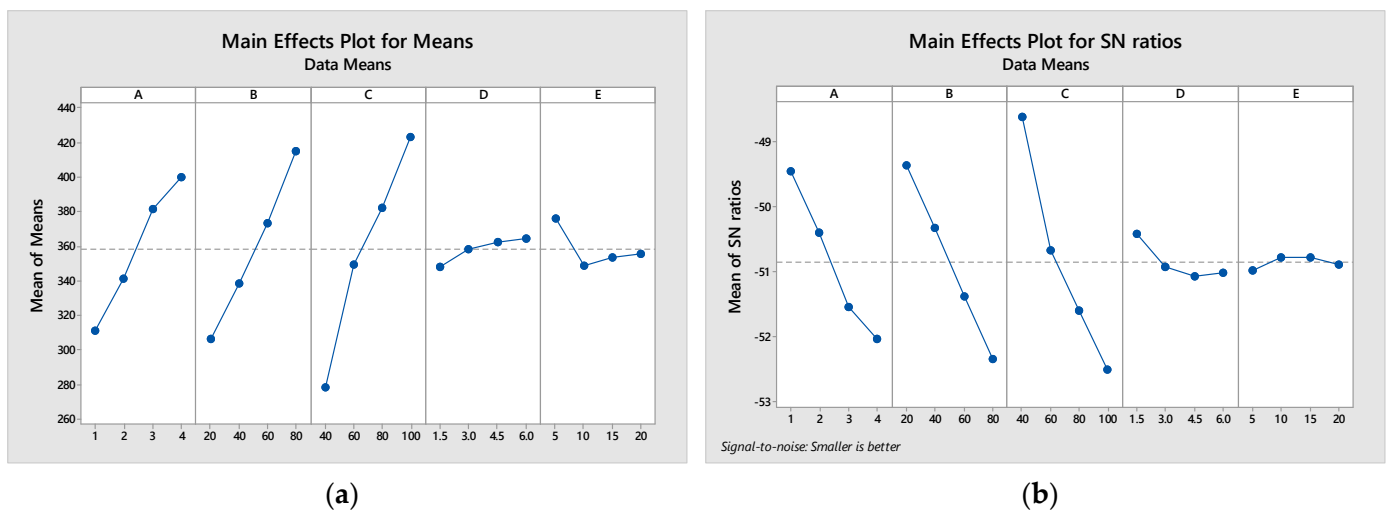 Main Effects Plot for Means
Data Means
A B C D E
Mean of Means
440
420
400
380
360
340
320
300
280
260
1 2 3 4 20 40 60 80 40 60 80 100 1.5 3.0 4.5 6.0 5 10 15 20
(a)
Main Effects Plot for SN ratios
Data Means
A B C D E
Mean of SN ratios
-49
-50
-51
-52
-53
1 2 3 4 20 40 60 80 40 60 80 100 1.5 3.0 4.5 6.0 5 10 15 20
Signal-to-noise: Smaller is better
(b)